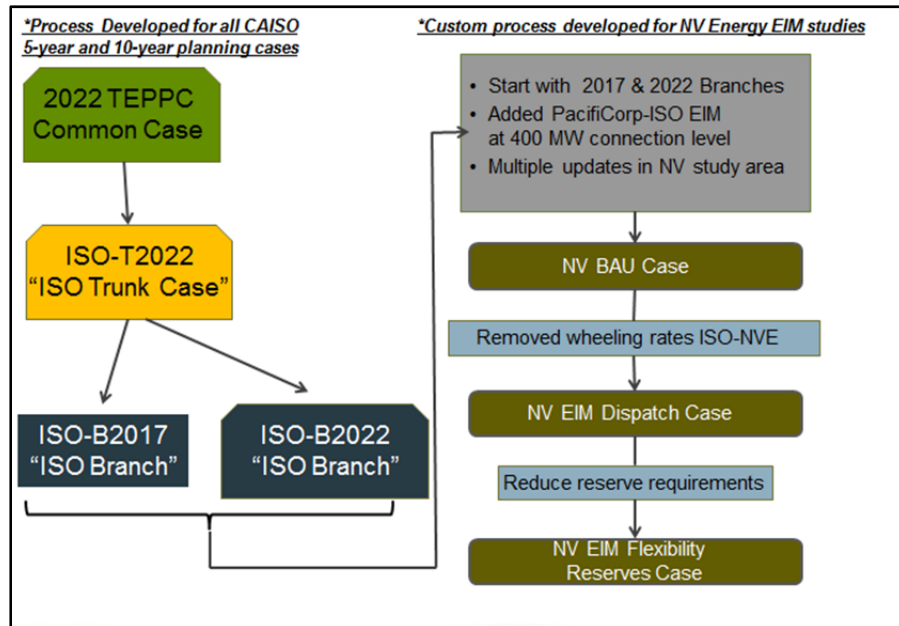 *Process Developed for all CAISO
5-year and 10-year planning cases
2022 TEPPC
Common Case
ISO-T2022
“ISO Trunk Case”
ISO-B2017
“ISO Branch”
ISO-B2022
“ISO Branch”
*Custom process developed for NV Energy EIM studies
• Start with 2017 & 2022 Branches
• Added PacifiCorp-ISO EIM
at 400 MW connection level
• Multiple updates in NV study area
NV BAU Case
Removed wheeling rates ISO-NVE
NV EIM Dispatch Case
Reduce reserve requirements
NV EIM Flexibility
Reserves Case